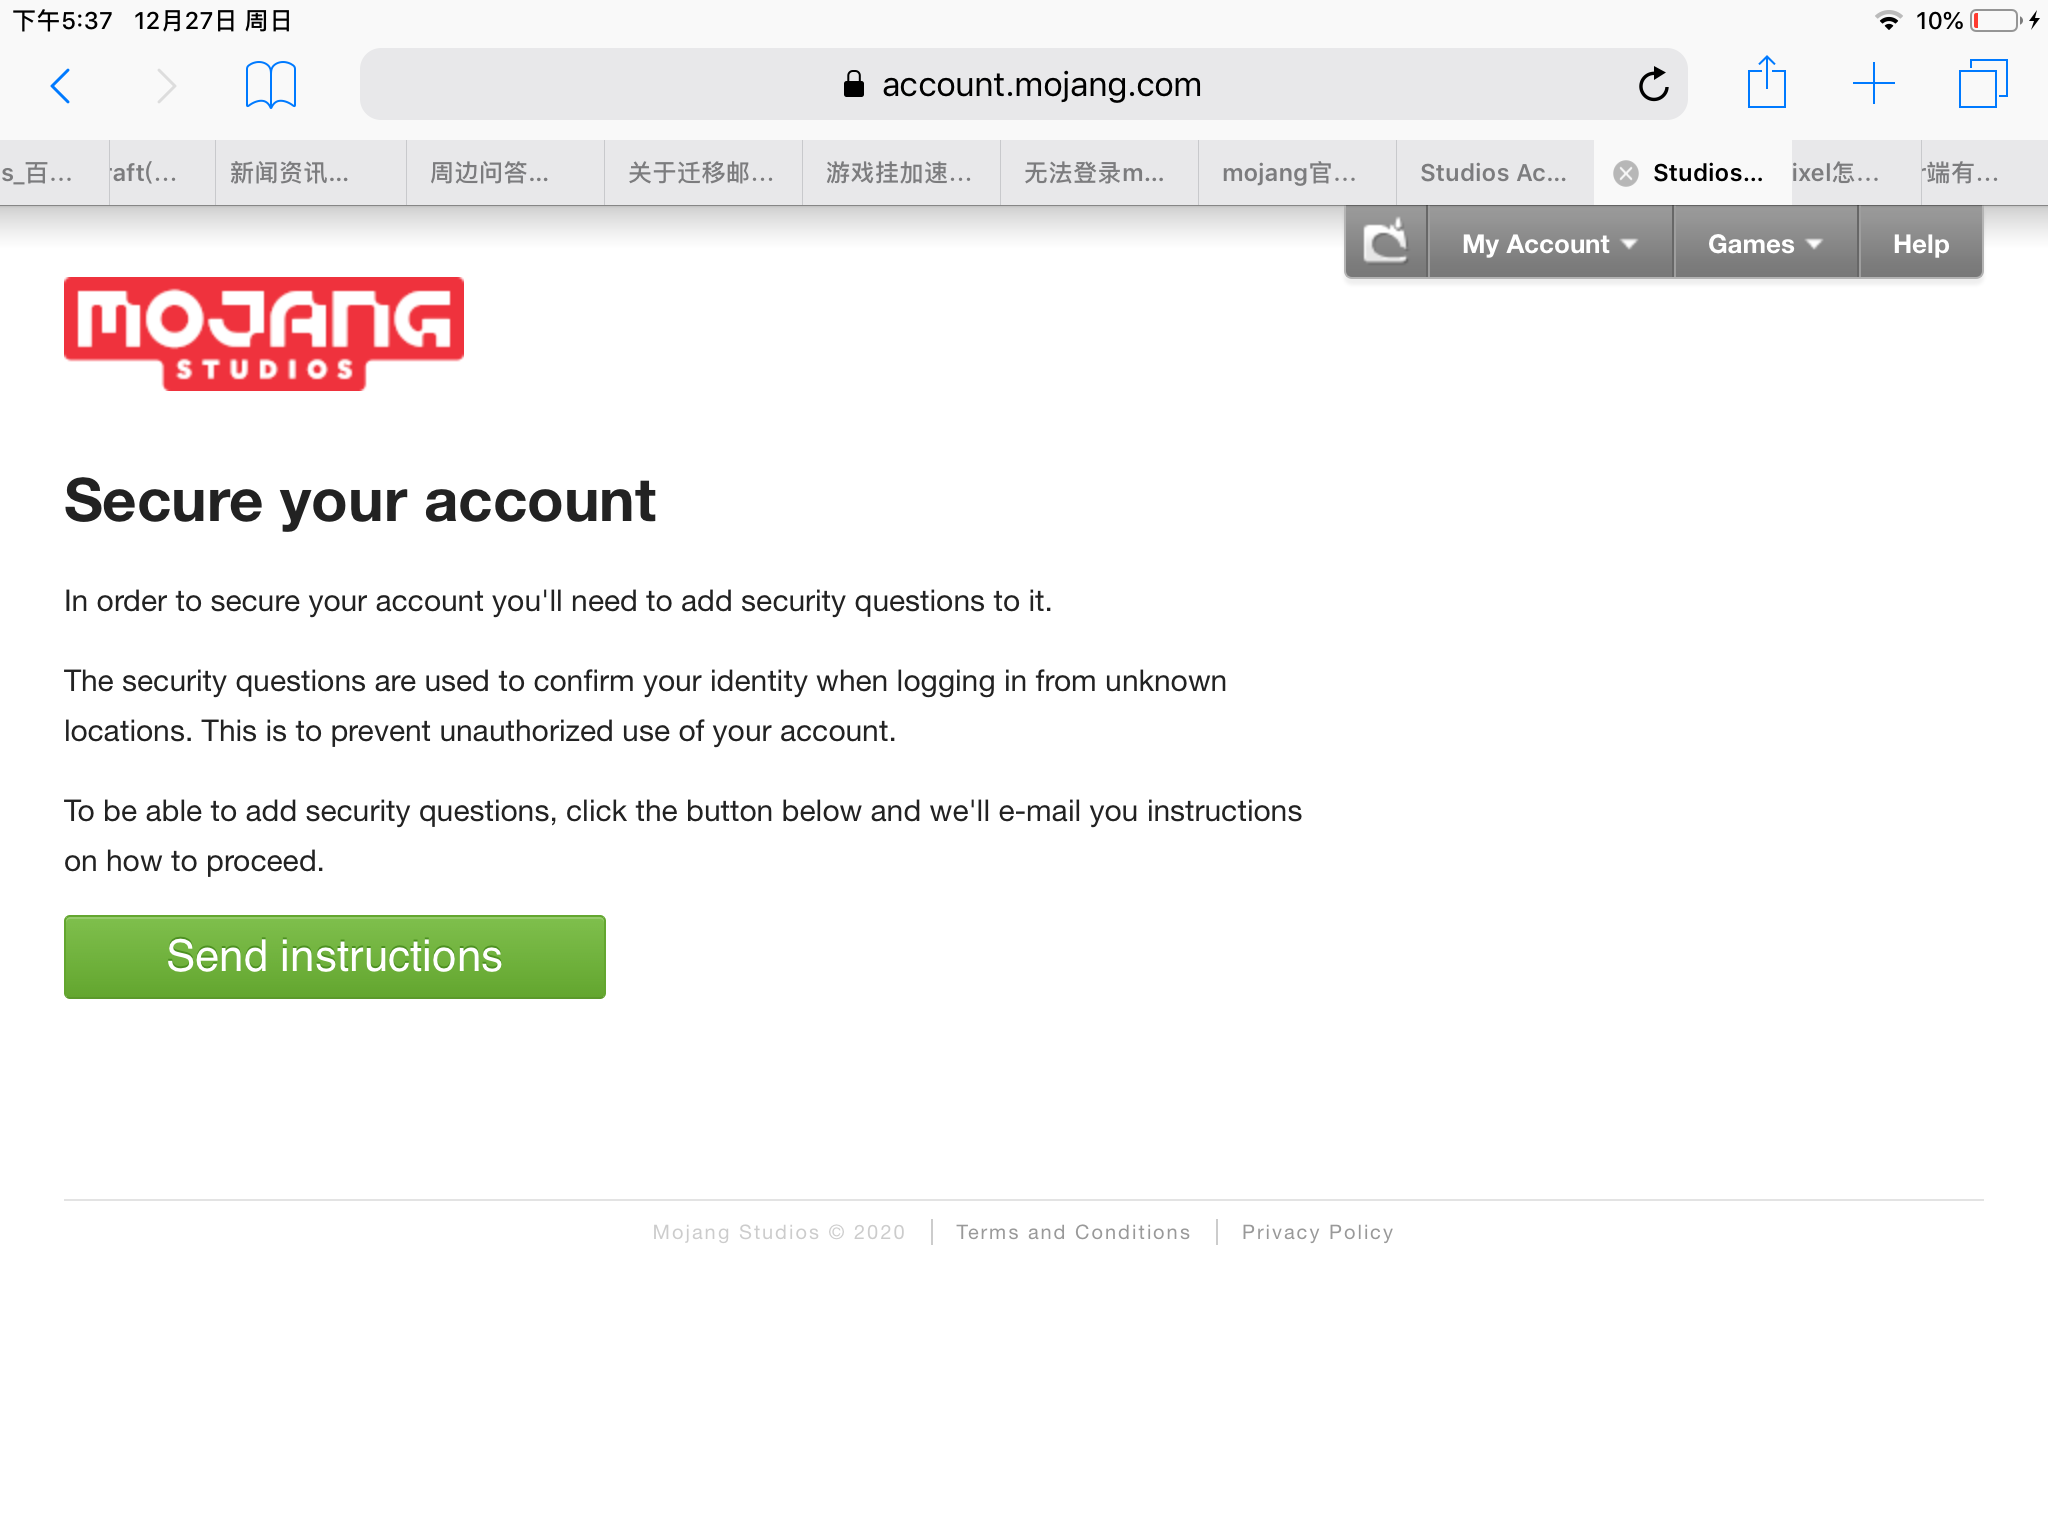 下午5:37 12月27日 周日
10%
account.mojang.com
s_百... raft(... 新闻资讯... 周边问答... 关于迁移邮... 游戏挂加速... 无法登录m... mojang官... Studios Ac... Studios... ixel怎... 端有...
My Account Games Help
MOJANG
STUDIOS
Secure your account
In order to secure your account you'll need to add security questions to it.
The security questions are used to confirm your identity when logging in from unknown
locations. This is to prevent unauthorized use of your account.
To be able to add security questions, click the button below and we'll e-mail you instructions
on how to proceed.
Send instructions
Mojang Studios © 2020 | Terms and Conditions | Privacy Policy